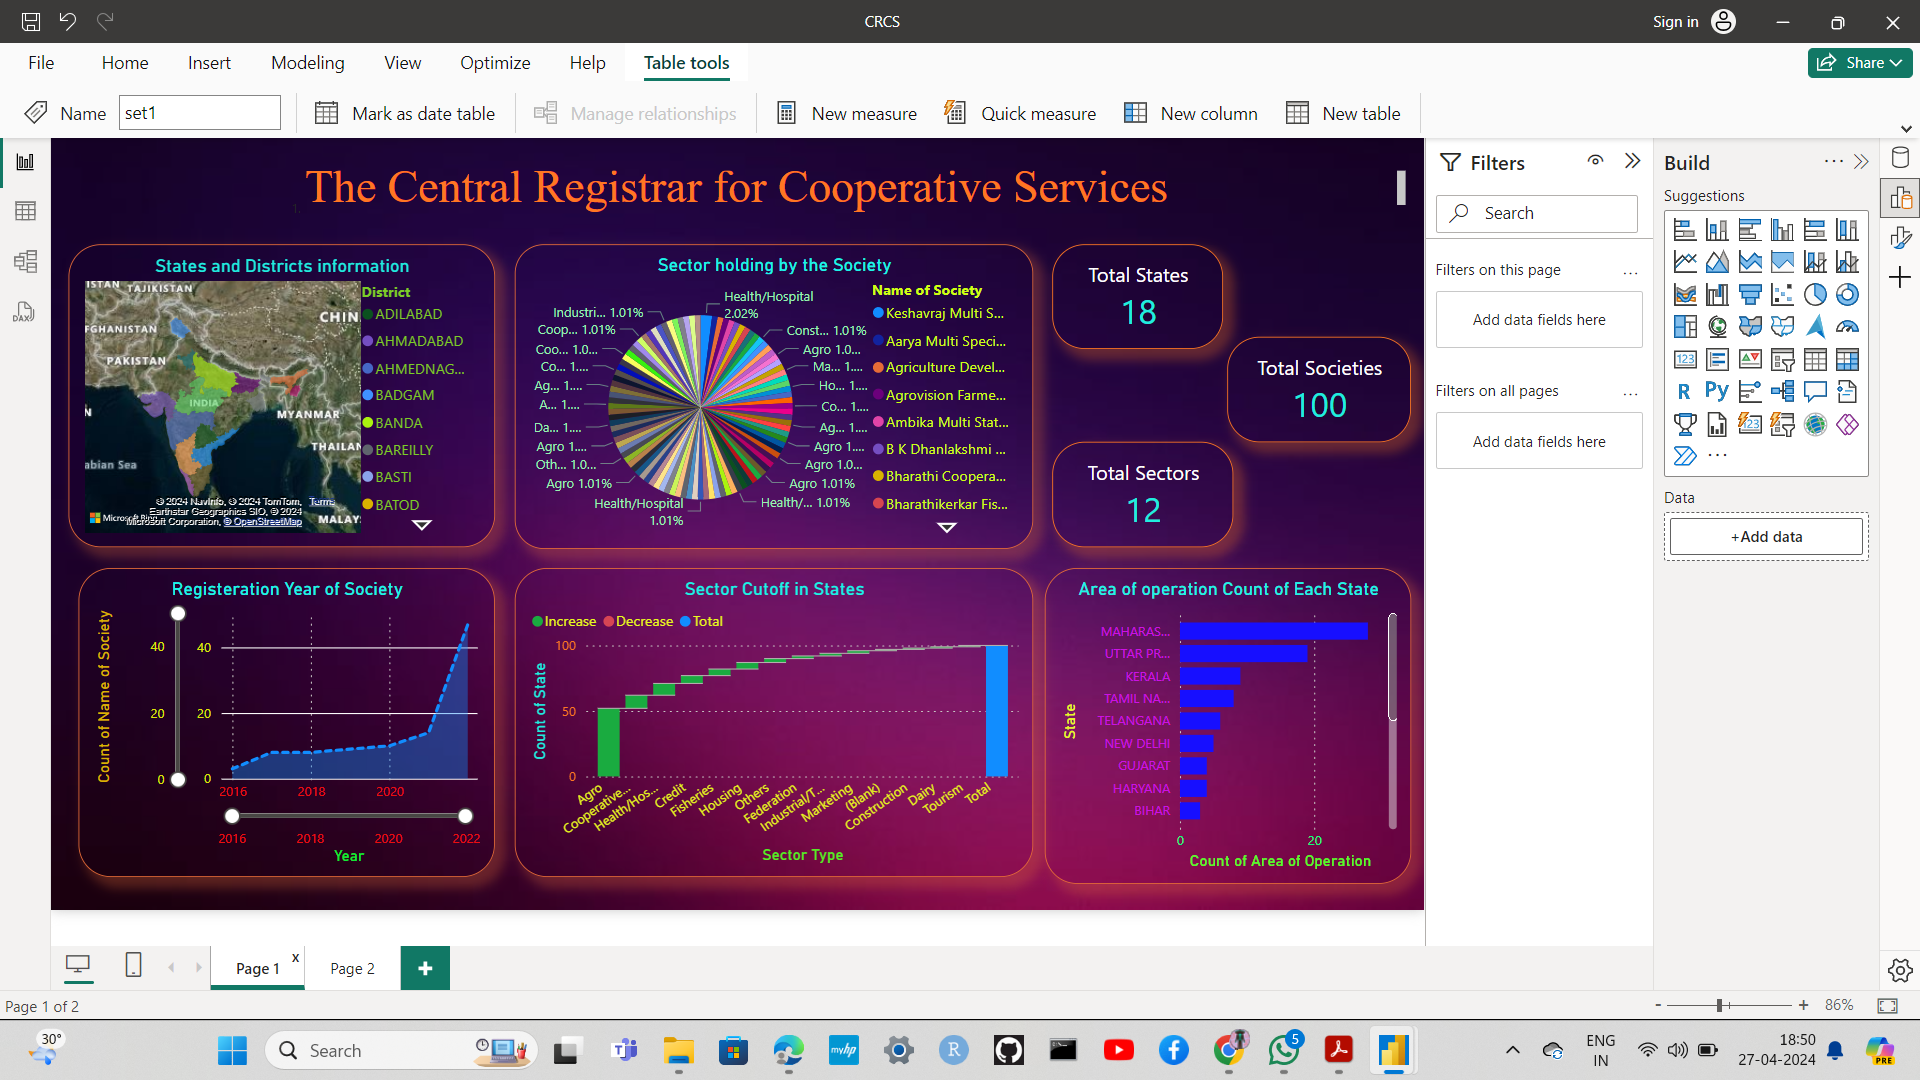 CRCS
Sign in
File
Home
Insert
Modeling
View
Optimize
Help
Table tools
Share
Name
set1
Mark as date table
Manage relationships
New measure
Quick measure
New column
New table
The Central Registrar for Cooperative Services
States and Districts information
ISTAN TAJIKISTAN
CHIN
FGHANISTAN
PAKISTAN
INDIA
MYANMAR
THAILAN
abian Sea
MALAY
© 2024 NavInfo, © 2024 TomTom, Terms
Earthstar Geographics SIO, © 2024
Microsoft Corporation, © OpenStreetMap
District
ADILABAD
AHMADABAD
AHMEDNAG...
BADGAM
BANDA
BAREILLY
BASTI
BATOD
Sector holding by the Society
Health/Hospital
2.02%
Const... 1.01%
Agro 1.0...
Ma... 1....
Ho... 1....
Co... 1....
Ag... 1....
Agro 1....
Agro 1.0...
Agro 1.01%
Health/... 1.01%
Health/Hospital
1.01%
Agro 1.01%
Oth... 1.0...
Agro 1....
Da... 1....
A... 1....
Ag... 1....
Co... 1....
Coo... 1.0...
Coop... 1.01%
Industri... 1.01%
Name of Society
Keshavraj Multi S...
Aarya Multi Speci...
Agriculture Devel...
Agrovision Farme...
Ambika Multi Stat...
B K Dhanlakshmi ...
Bharathi Coopera...
Bharathikerkar Fis...
Total States
18
Total Societies
100
Total Sectors
12
Registeration Year of Society
Count of Name of Society
40
20
0
40
20
0
2016
2018
2020
2016
2018
2020
2022
Year
Sector Cutoff in States
Increase
Decrease
Total
Count of State
100
50
0
Agro
Cooperative...
Health/Hos...
Credit
Fisheries
Housing
Others
Federation
Industrial/T...
Marketing
(Blank)
Construction
Dairy
Tourism
Total
Sector Type
Area of operation Count of Each State
State
MAHARAS...
UTTAR PR...
KERALA
TAMIL NA...
TELANGANA
NEW DELHI
GUJARAT
HARYANA
BIHAR
0
20
Count of Area of Operation
Filters
Search
Filters on this page
...
Add data fields here
Filters on all pages
...
Add data fields here
Build
...
Suggestions
123
R
Py
123
...
Data
+Add data
DAX
Page 1
x
Page 2
+
Page 1 of 2
-
+
86%
30°
Search
myhp
R
5
ENG
IN
18:50
27-04-2024
PRE